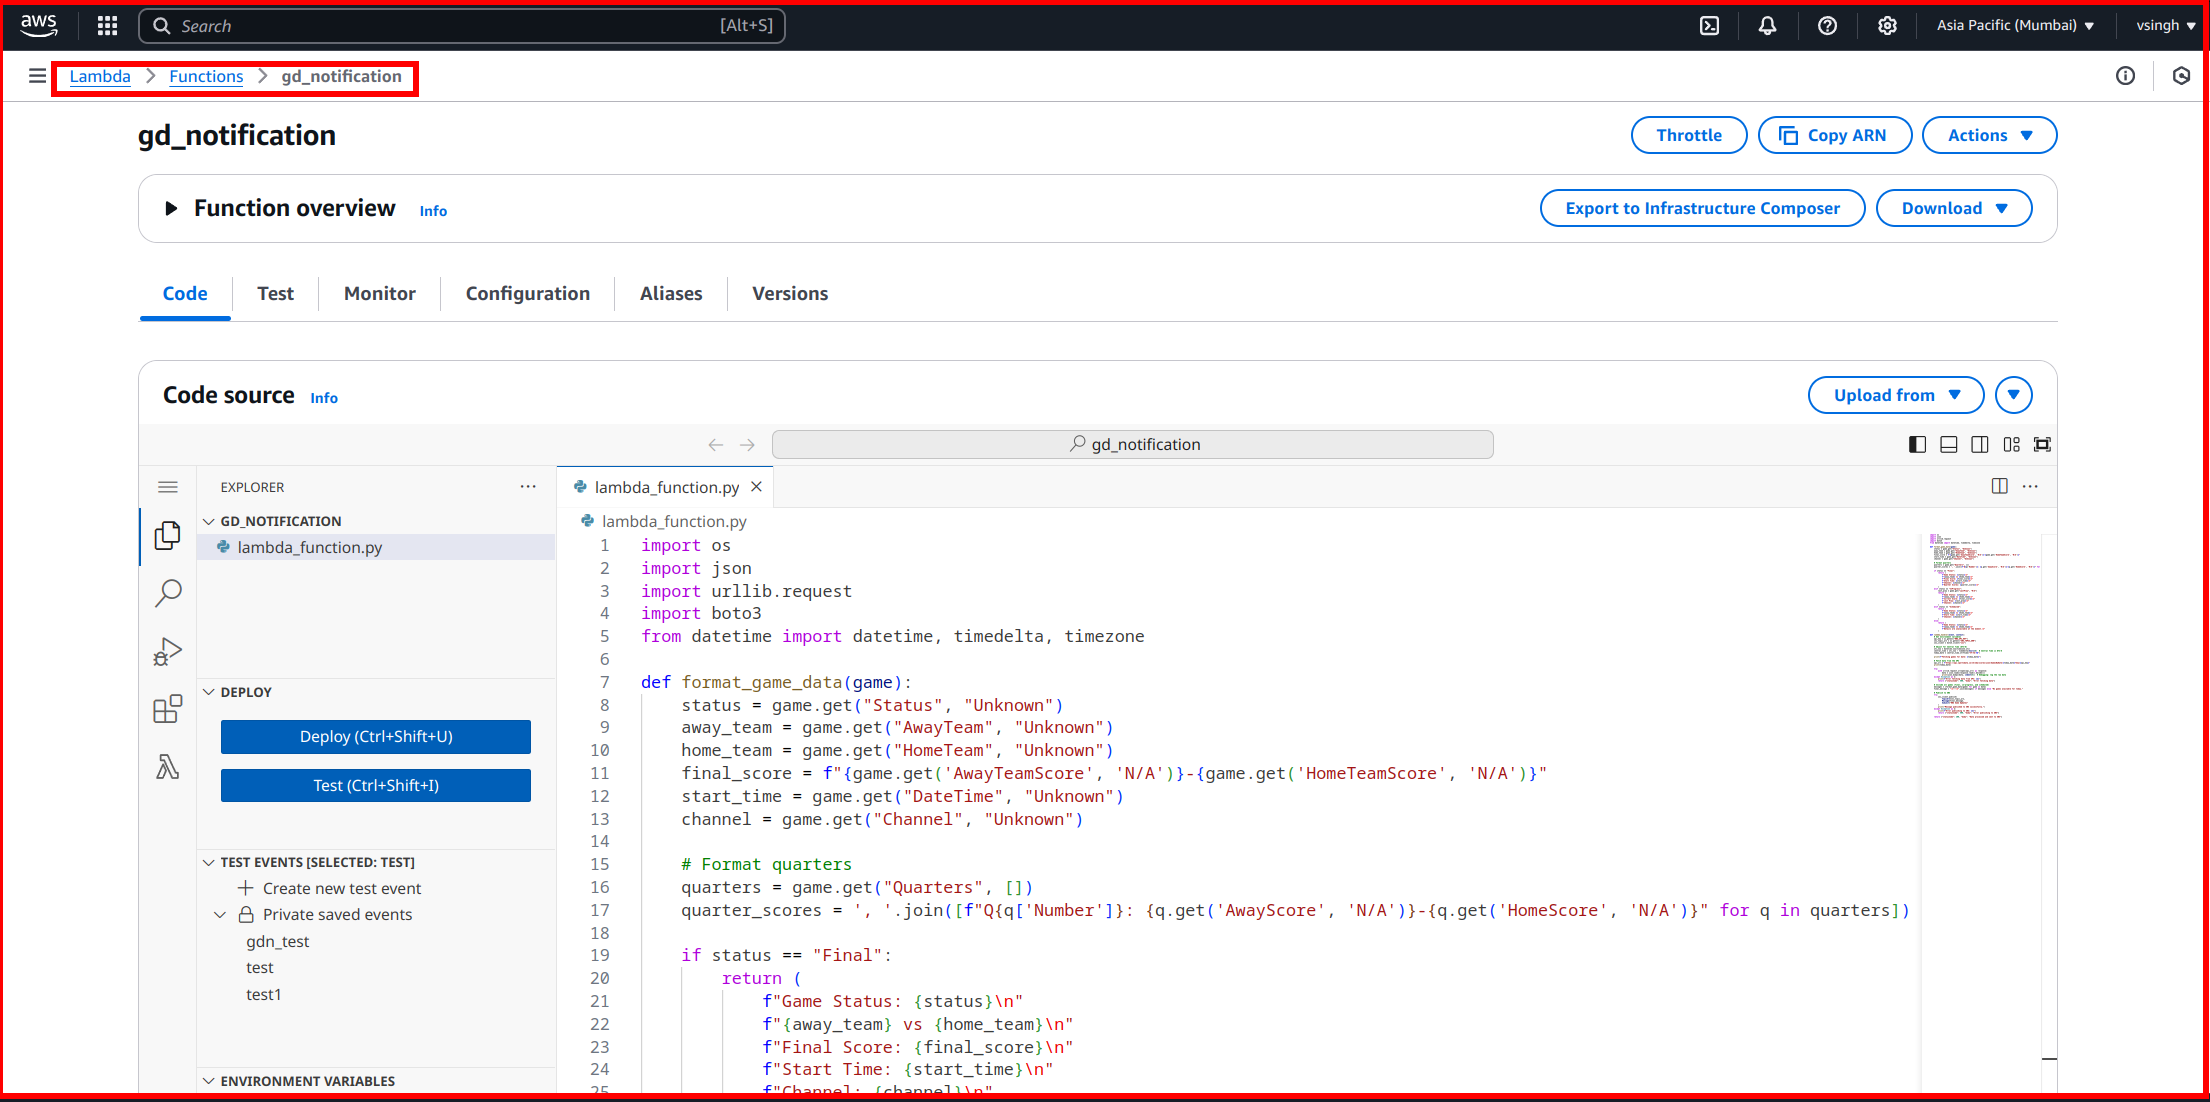 aws Search [Alt+S] Asia Pacific (Mumbai) vsingh
Lambda Functions gd_notification
gd_notification
Throttle Copy ARN Actions
Function overview Info Export to Infrastructure Composer Download
Code Test Monitor Configuration Aliases Versions
Code source Info Upload from
gd_notification
EXPLORER
GD_NOTIFICATION
lambda_function.py
DEPLOY
Deploy (Ctrl+Shift+U)
Test (Ctrl+Shift+I)
TEST EVENTS [SELECTED: TEST]
Create new test event
Private saved events
gdn_test
test
test1
ENVIRONMENT VARIABLES
lambda_function.py
lambda_function.py
1 import os
2 import json
3 import urllib.request
4 import boto3
5 from datetime import datetime, timedelta, timezone
6
7 def format_game_data(game):
8 status = game.get("Status", "Unknown")
9 away_team = game.get("AwayTeam", "Unknown")
10 home_team = game.get("HomeTeam", "Unknown")
11 final_score = f"{game.get('AwayTeamScore', 'N/A')}-{game.get('HomeTeamScore', 'N/A')}"
12 start_time = game.get("DateTime", "Unknown")
13 channel = game.get("Channel", "Unknown")
14
15 # Format quarters
16 quarters = game.get("Quarters", [])
17 quarter_scores = ', '.join([f"Q{q['Number']}: {q.get('AwayScore', 'N/A')}-{q.get('HomeScore', 'N/A')}" for q in quarters])
18
19 if status == "Final":
20 return (
21 f"Game Status: {status}\n"
22 f"{away_team} vs {home_team}\n"
23 f"Final Score: {final_score}\n"
24 f"Start Time: {start_time}\n"
25 f"Channel: {channel}\n"